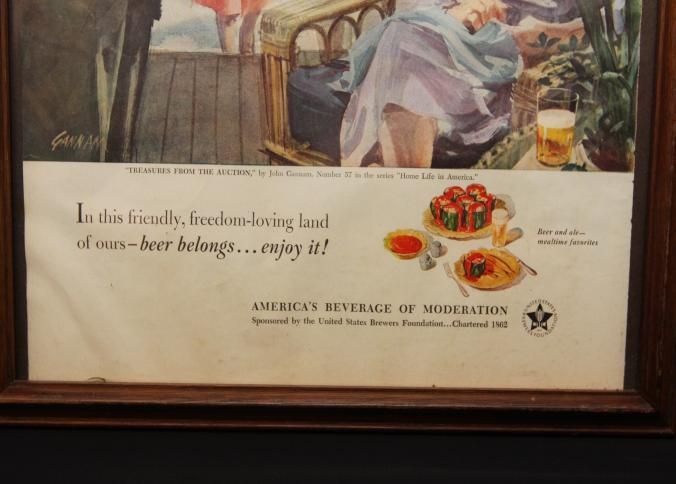 GANNAM
"TREASURES FROM THE AUCTION," by John Gannam. Number 57 in the series "Home Life in America."
In this friendly, freedom-loving land
of ours—beer belongs...enjoy it!
Beer and ale—
mealtime favorites
AMERICA'S BEVERAGE OF MODERATION
Sponsored by the United States Brewers Foundation...Chartered 1862